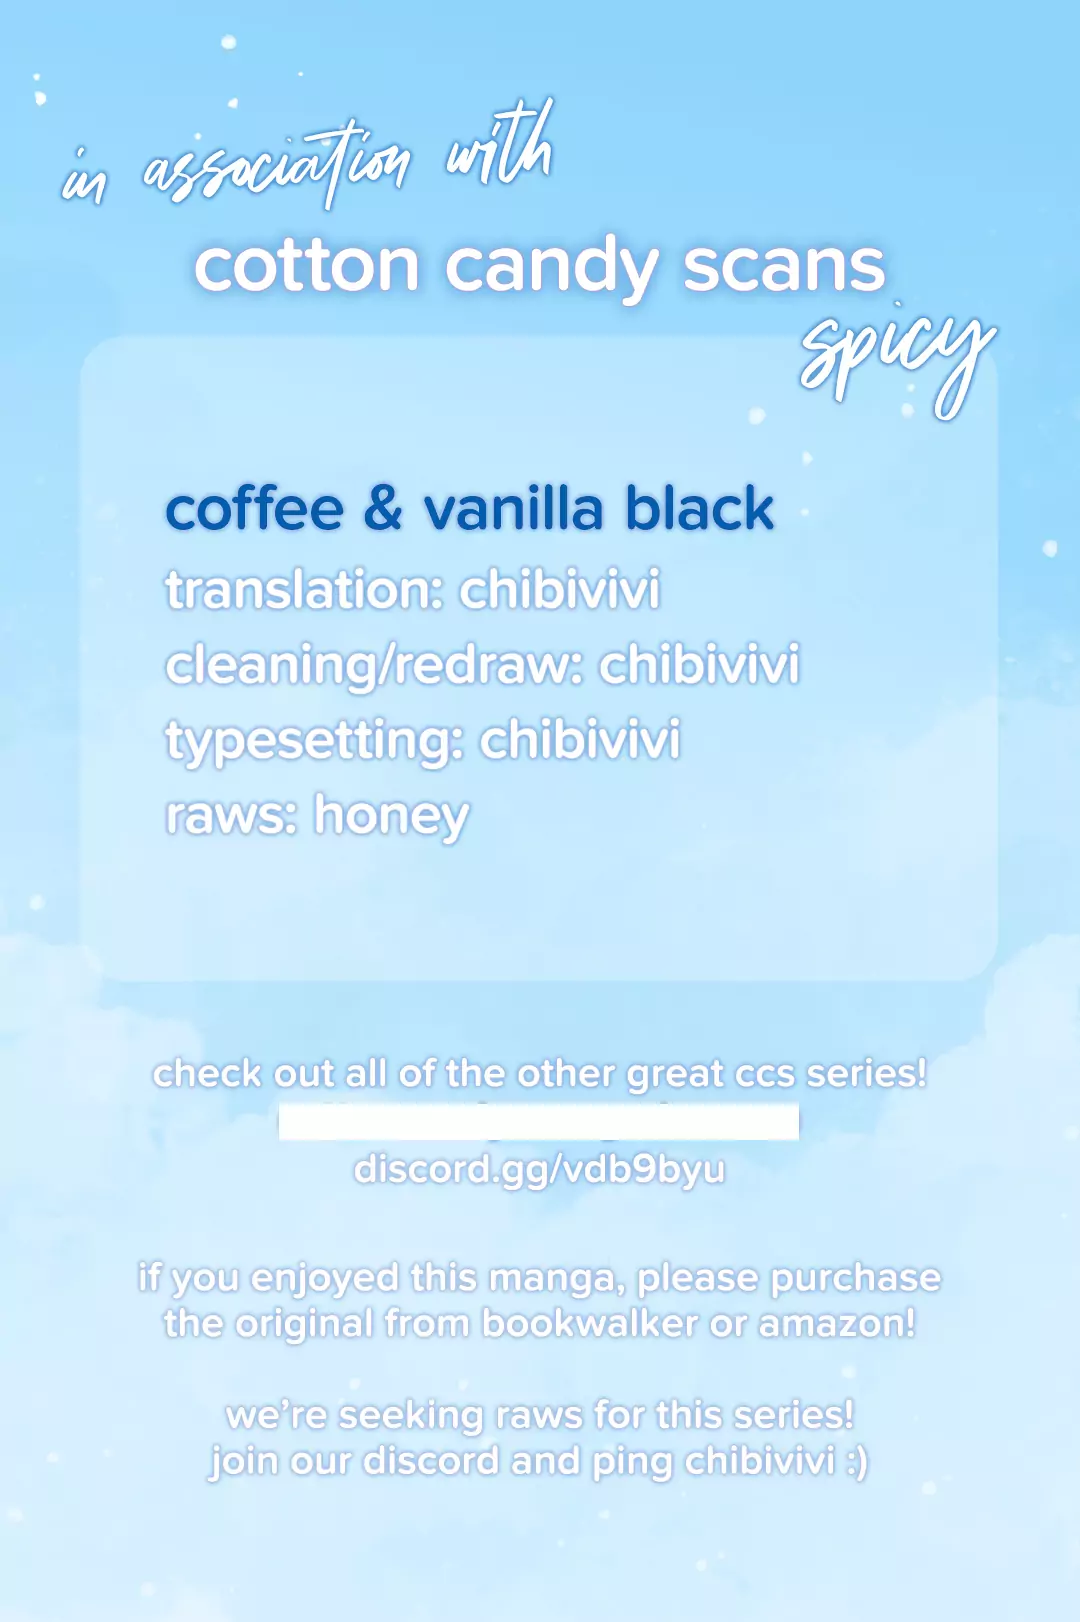 in association with
cotton candy scans
spicy
coffee & vanilla black
translation: chibivivi
cleaning/redraw: chibivivi
typesetting: chibivivi
raws: honey
check out all of the other great ccs series!
discord.gg/vdb9byu
if you enjoyed this manga, please purchase
the original from bookwalker or amazon!
we’re seeking raws for this series!
join our discord and ping chibivivi :)